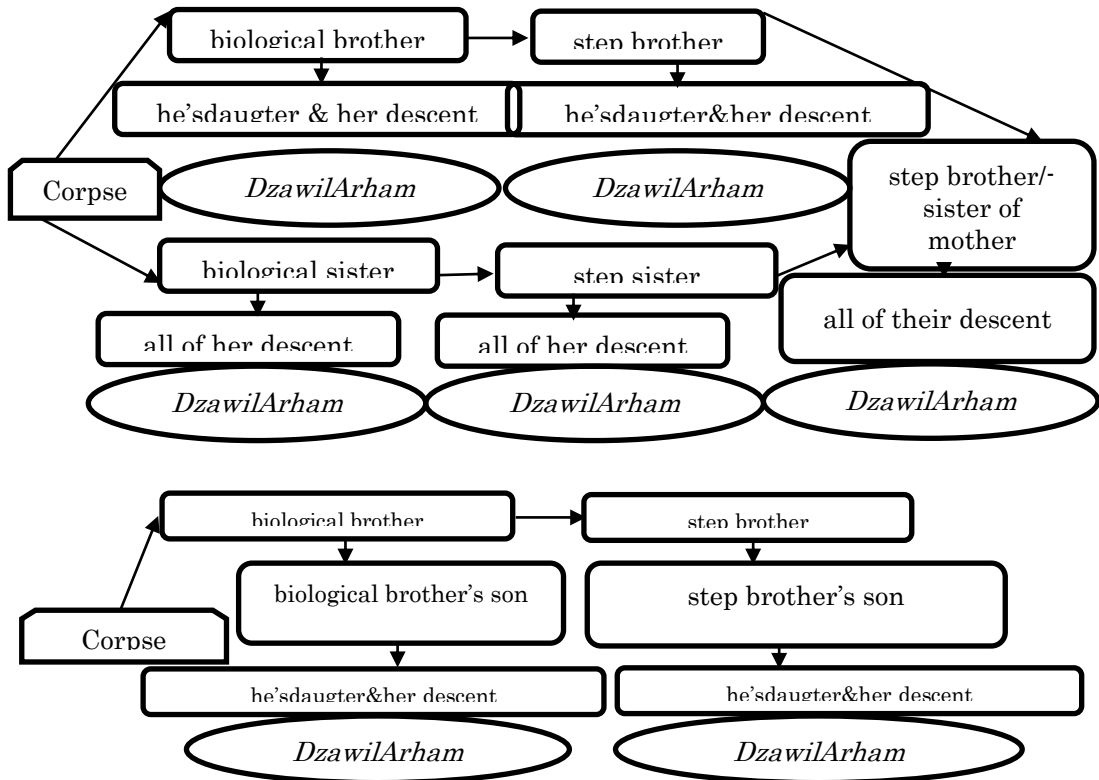 biological brother
step brother
he'sdaugter & her descent
he'sdaugter&her descent
Corpse
DzawilArham
DzawilArham
step brother/-
sister of
mother
biological sister
step sister
all of their descent
all of her descent
all of her descent
DzawilArham
DzawilArham
DzawilArham
biological brother
step brother
biological brother's son
step brother's son
Corpse
he'sdaugter&her descent
he'sdaugter&her descent
DzawilArham
DzawilArham